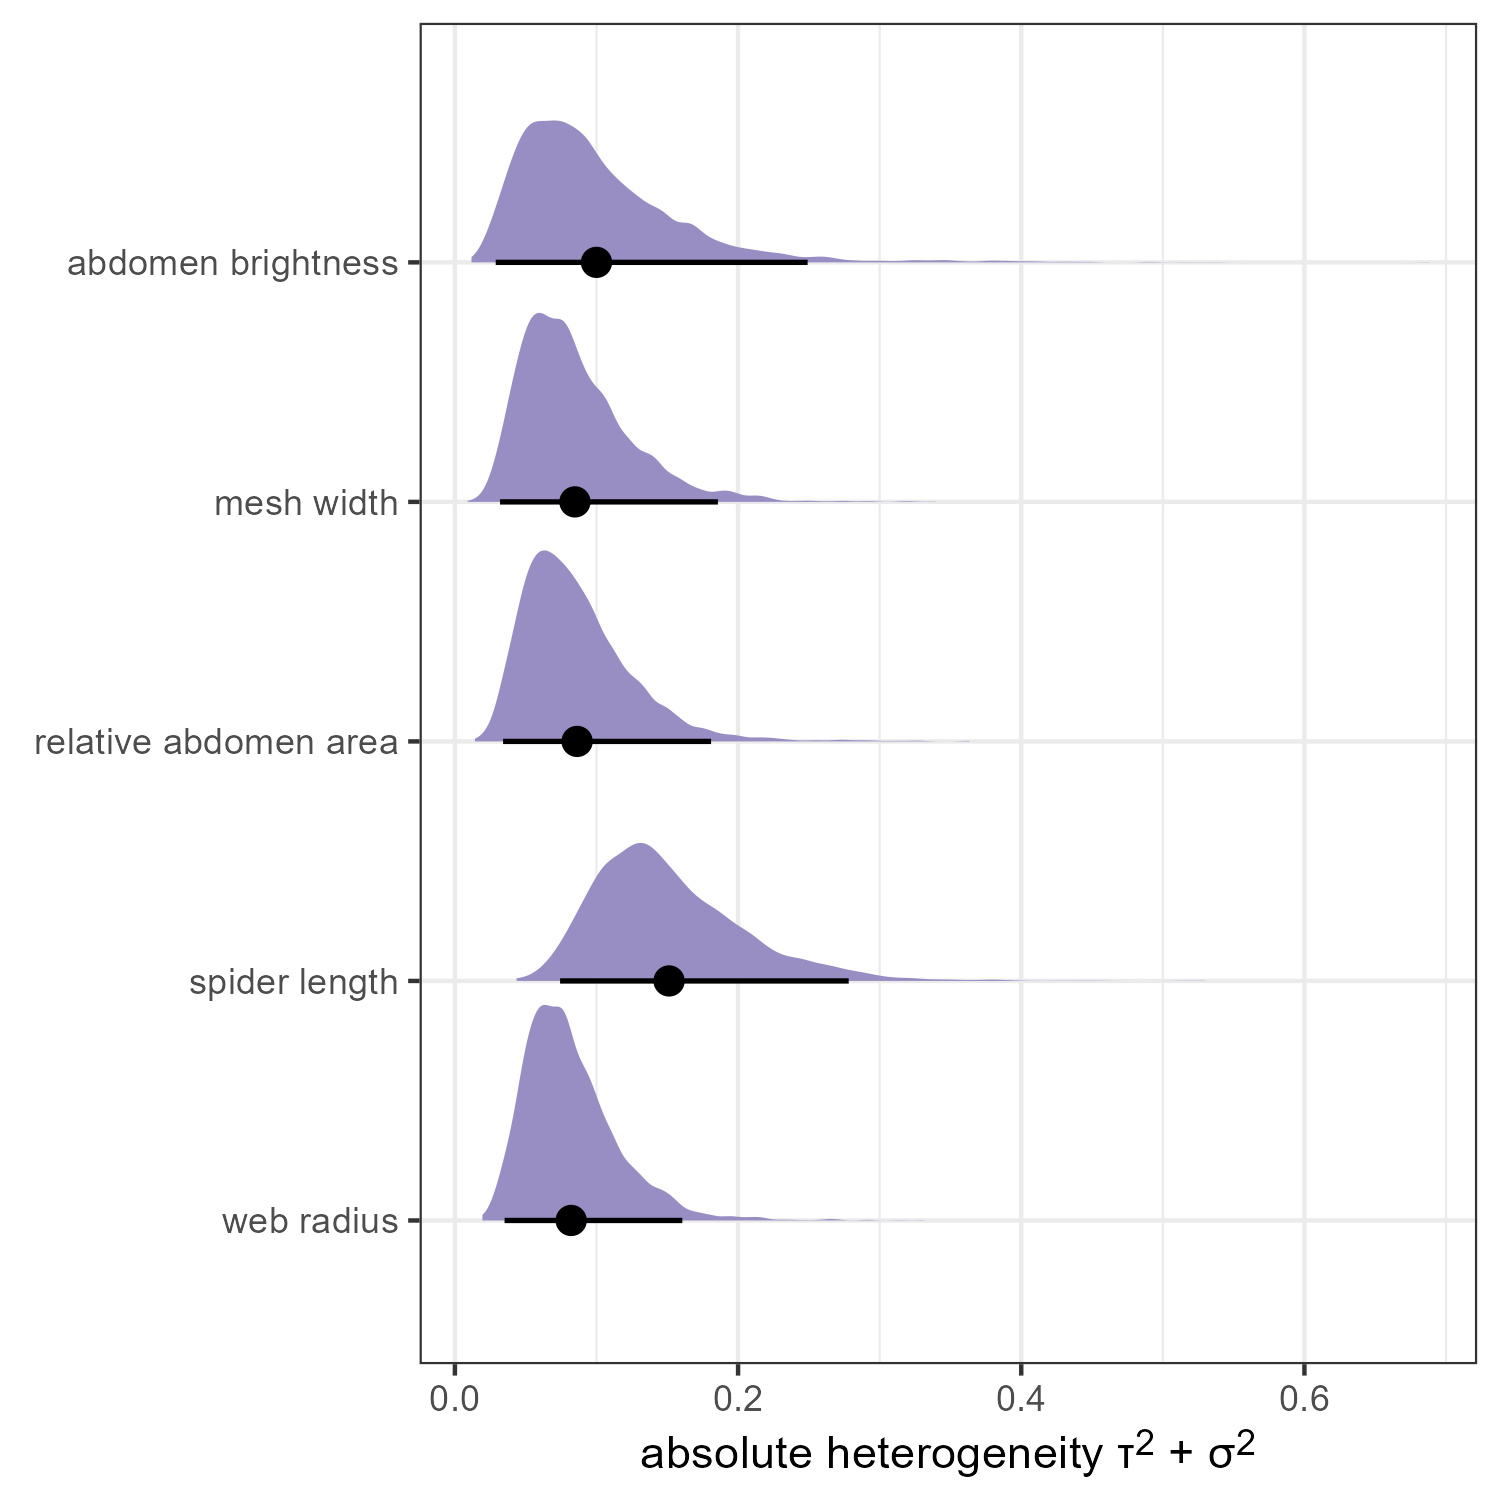 abdomen brightness
mesh width
relative abdomen area
spider length
web radius
0.0 0.2 0.4 0.6
absolute heterogeneity τ² + σ²